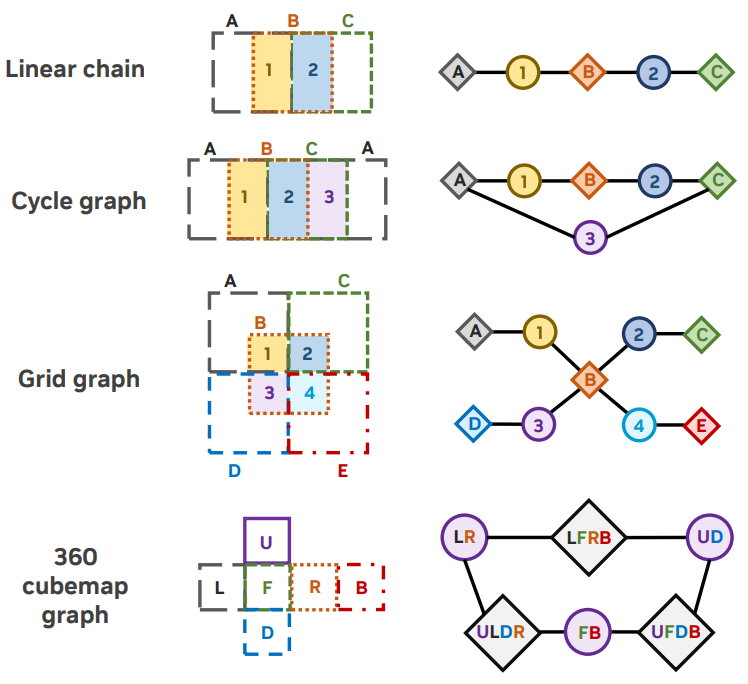 A B C
Linear chain
1 2
A 1 B 2 C
A B C A
Cycle graph
1 2 3
A 1 B 2 C
3
A C
B
Grid graph
1 2
3 4
D E
A 1 2 C
B
D 3 4 E
360
cubemap
graph
U
L F R B
D
LR LFRB UD
ULDR FB UFDB